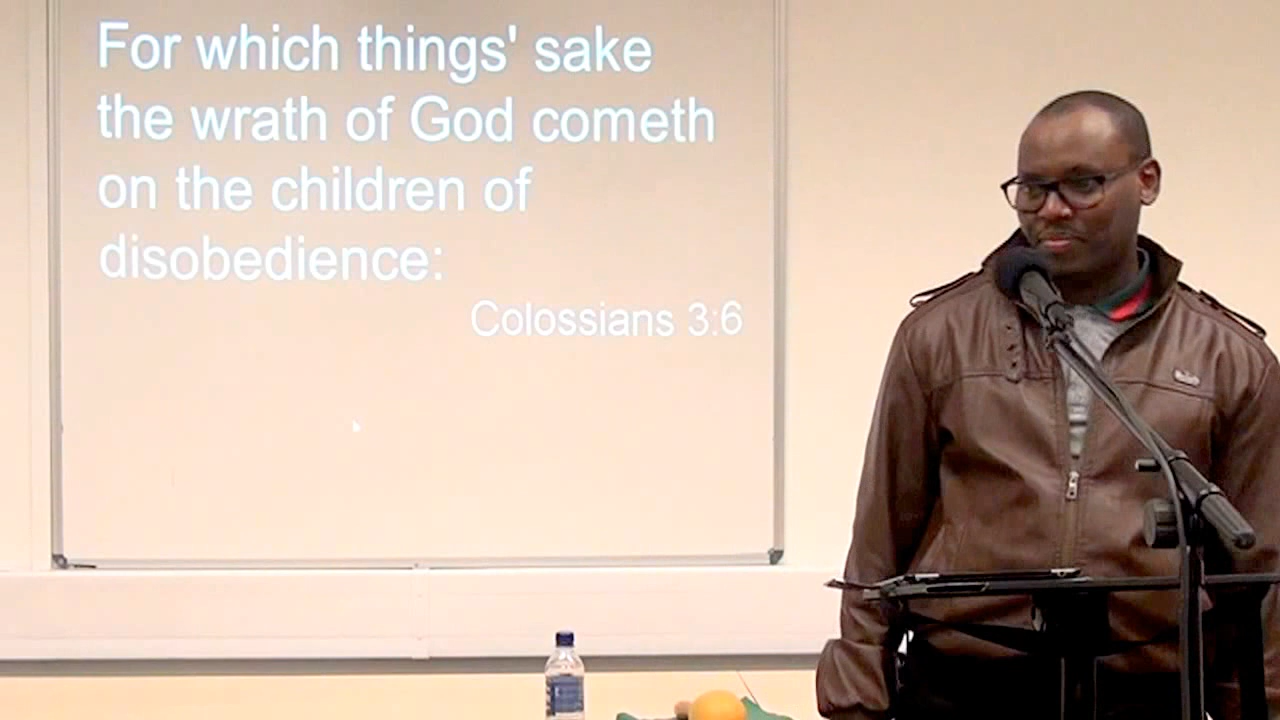 For which things' sake
the wrath of God cometh
on the children of
disobedience:
Colossians 3:6